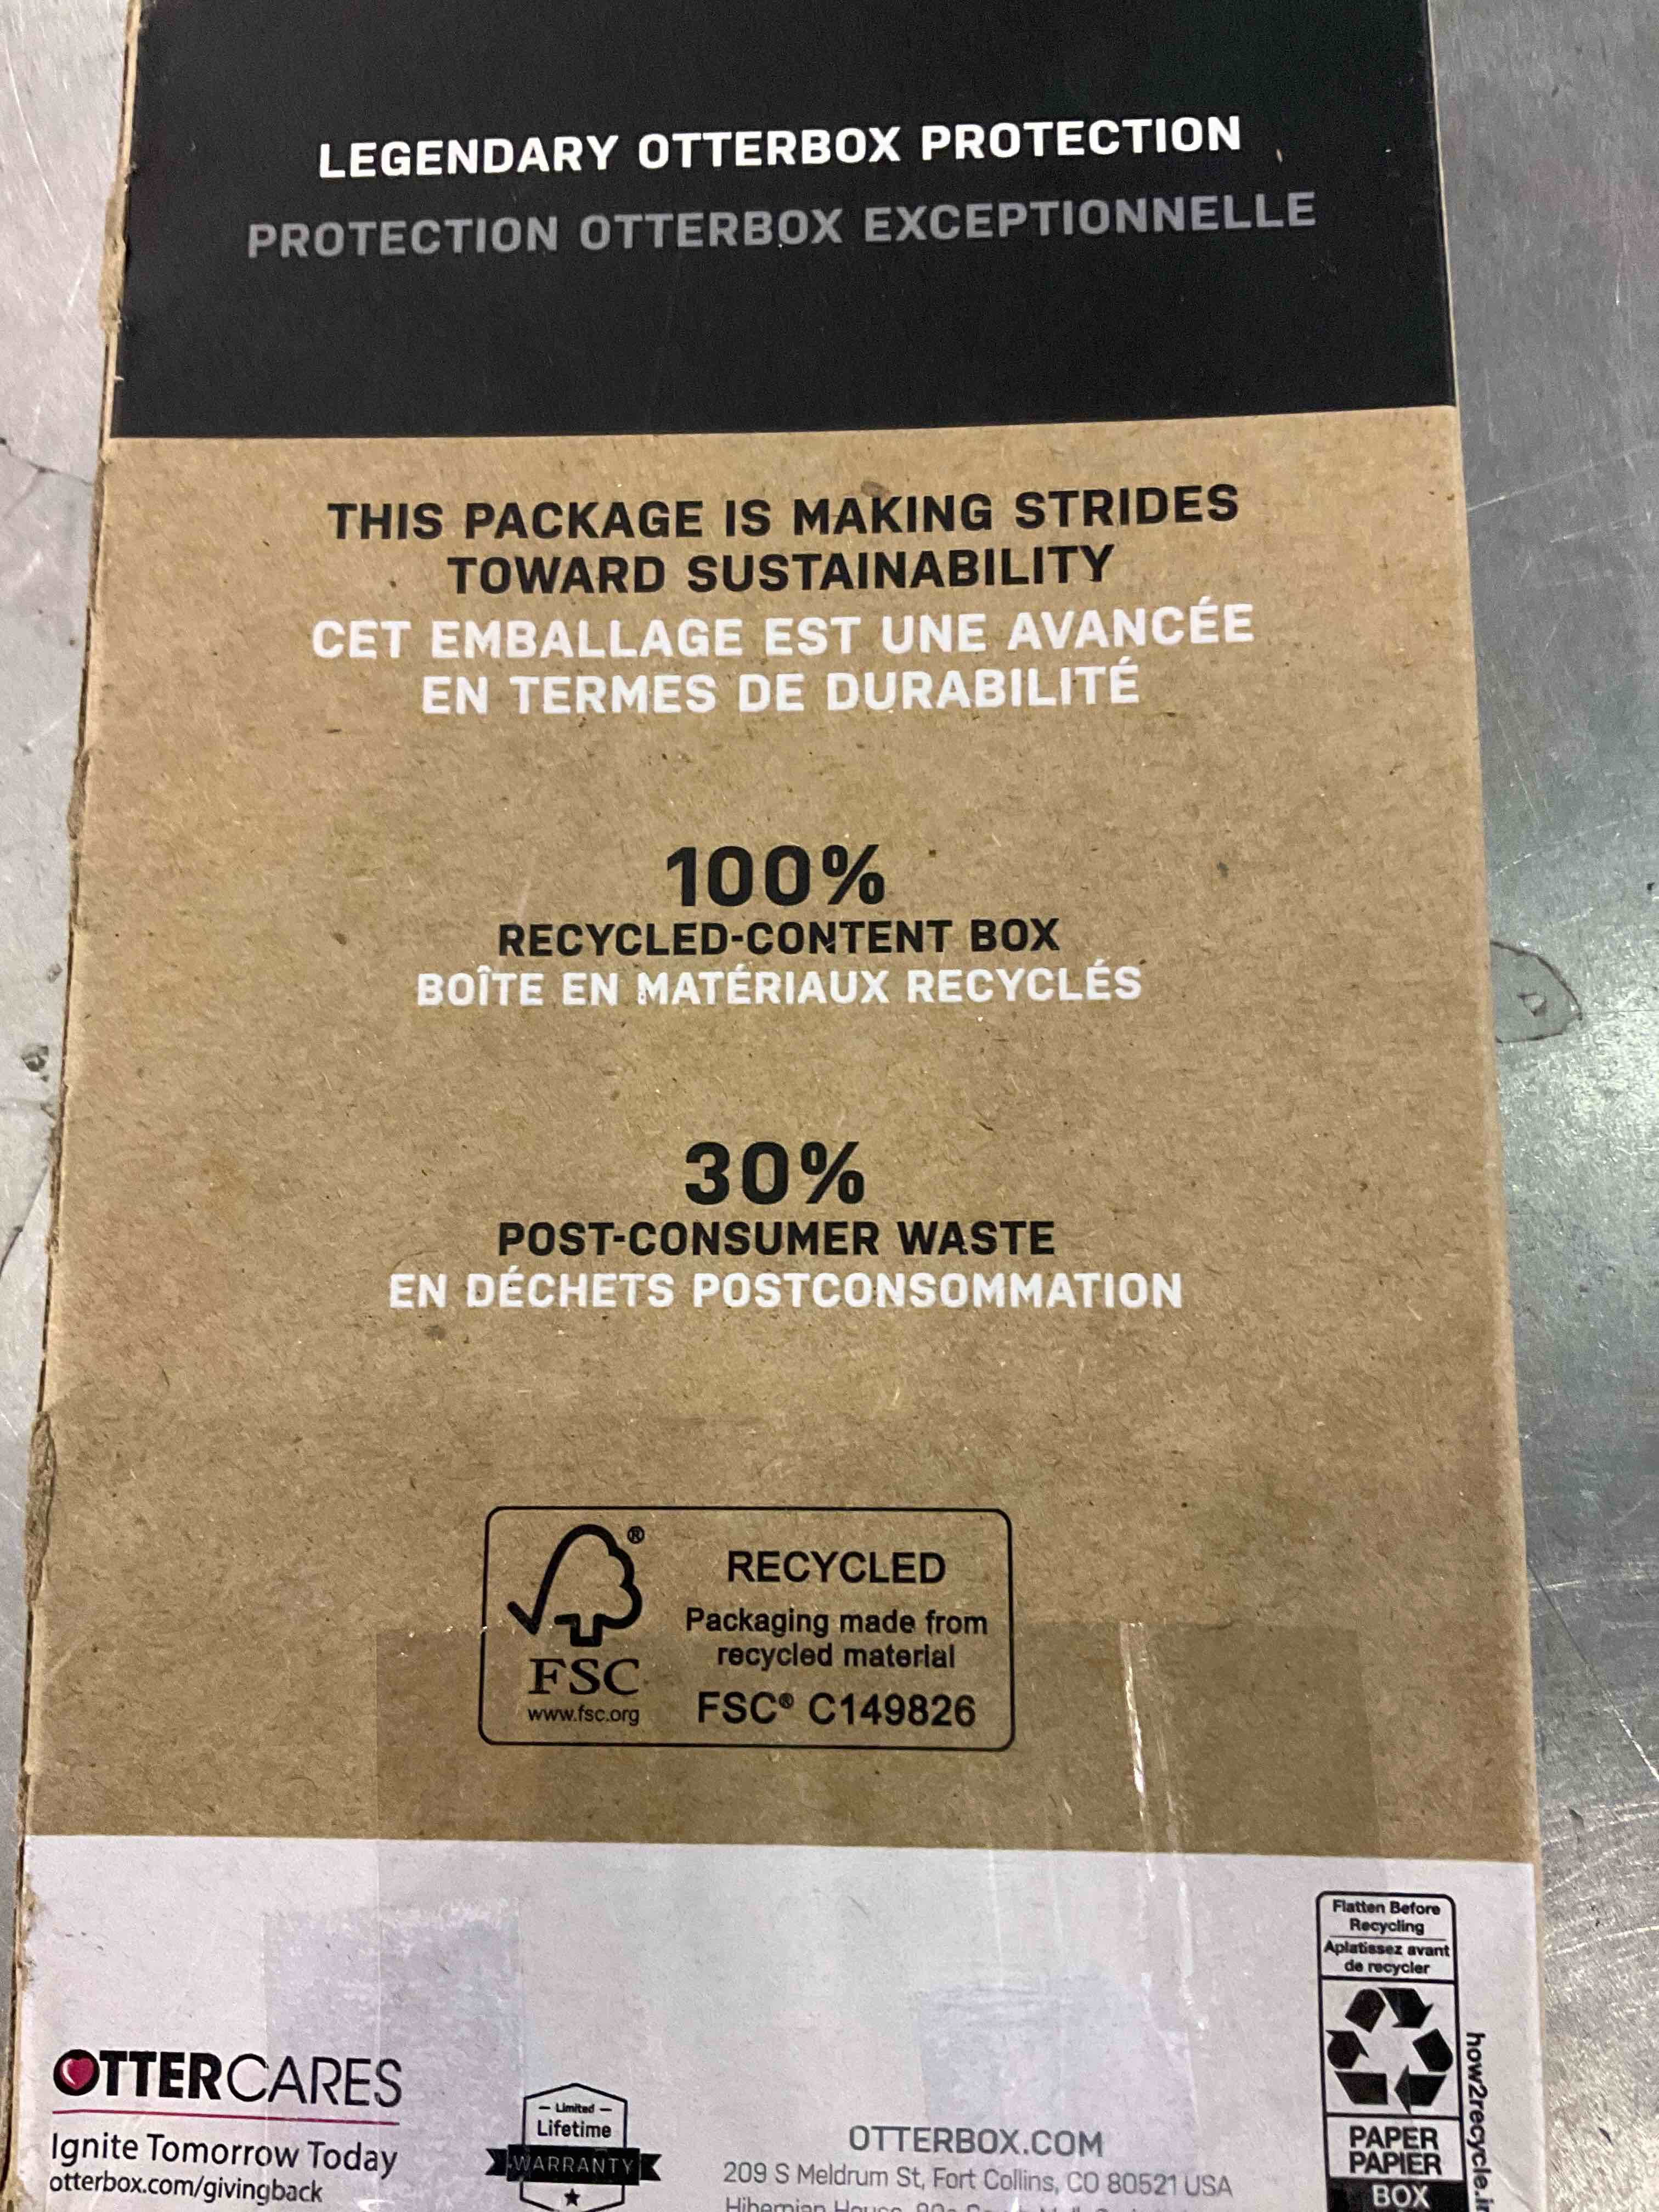 LEGENDARY OTTERBOX PROTECTION
PROTECTION OTTERBOX EXCEPTIONNELLE
THIS PACKAGE IS MAKING STRIDES
TOWARD SUSTAINABILITY
CET EMBALLAGE EST UNE AVANCÉE
EN TERMES DE DURABILITÉ
100%
RECYCLED-CONTENT BOX
BOÎTE EN MATÉRIAUX RECYCLÉS
30%
POST-CONSUMER WASTE
EN DÉCHETS POSTCONSOMMATION
®
FSC
www.fsc.org
RECYCLED
Packaging made from
recycled material
FSC® C149826
OTTERCARES
Ignite Tomorrow Today
otterbox.com/givingback
Limited
Lifetime
WARRANTY
OTTERBOX.COM
209 S Meldrum St, Fort Collins, CO 80521 USA
Hibernian House
Flatten Before
Recycling
Aplatissez avant
de recycler
PAPER
PAPIER
BOX
how2recycle.in